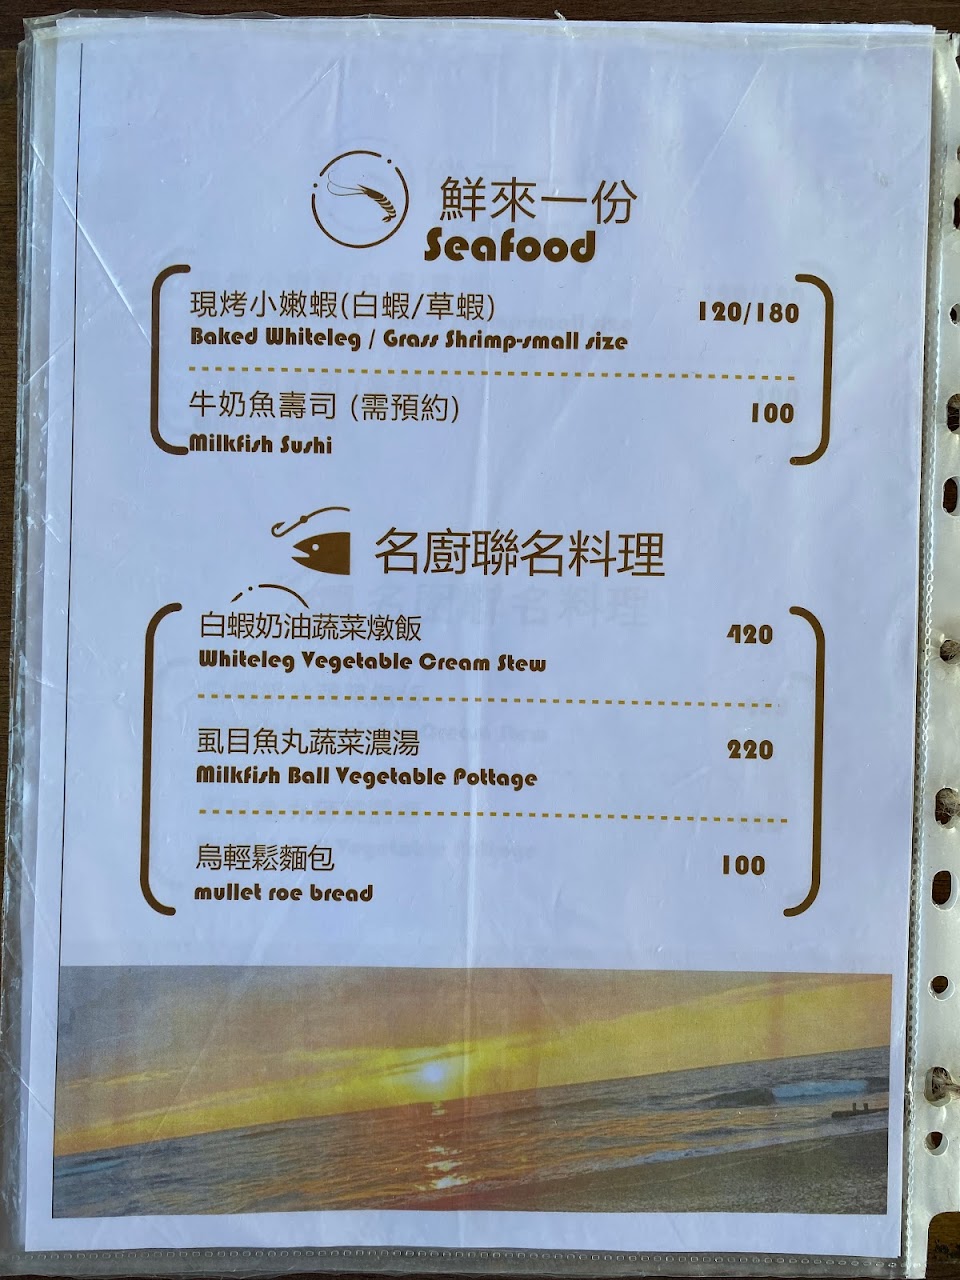 鮮來一份
Seafood
現烤小嫩蝦(白蝦/草蝦) 120/180
Baked Whiteleg / Grass Shrimp-small size
牛奶魚壽司 (需預約) 100
Milkfish Sushi
名廚聯名料理
白蝦奶油蔬菜燉飯 420
Whiteleg Vegetable Cream Stew
虱目魚丸蔬菜濃湯 220
Milkfish Ball Vegetable Pottage
烏輕鬆麵包 100
mullet roe bread